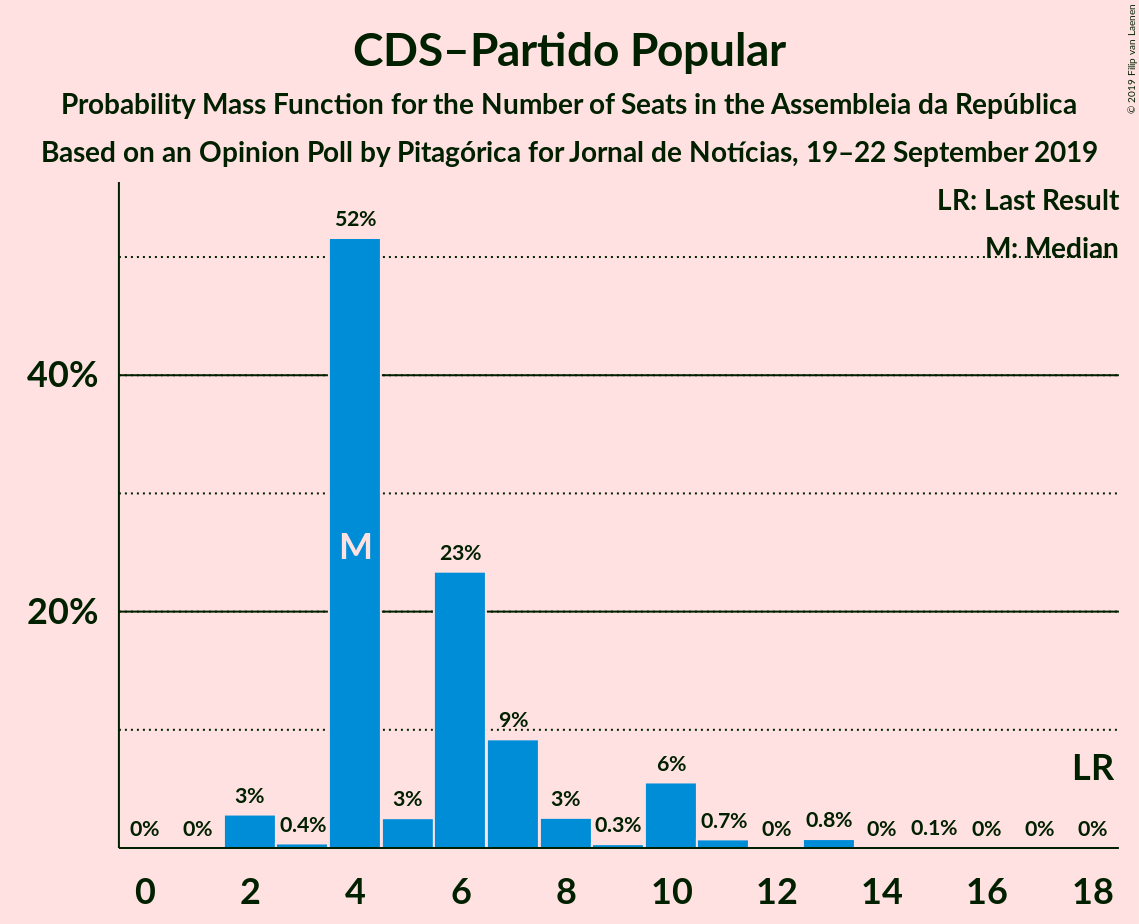 CDS–Partido Popular
Probability Mass Function for the Number of Seats in the Assembleia da República
Based on an Opinion Poll by Pitagórica for Jornal de Notícias, 19–22 September 2019
© 2019 Filip van Laenen
LR: Last Result
M: Median
52%
40%
M
23%
20%
9%
LR
6%
3%
3%
3%
0.7%
0.8%
0%
0%
0.4%
0.3%
0%
0%
0.1%
0%
0%
0%
0 2 4 6 8 10 12 14 16 18